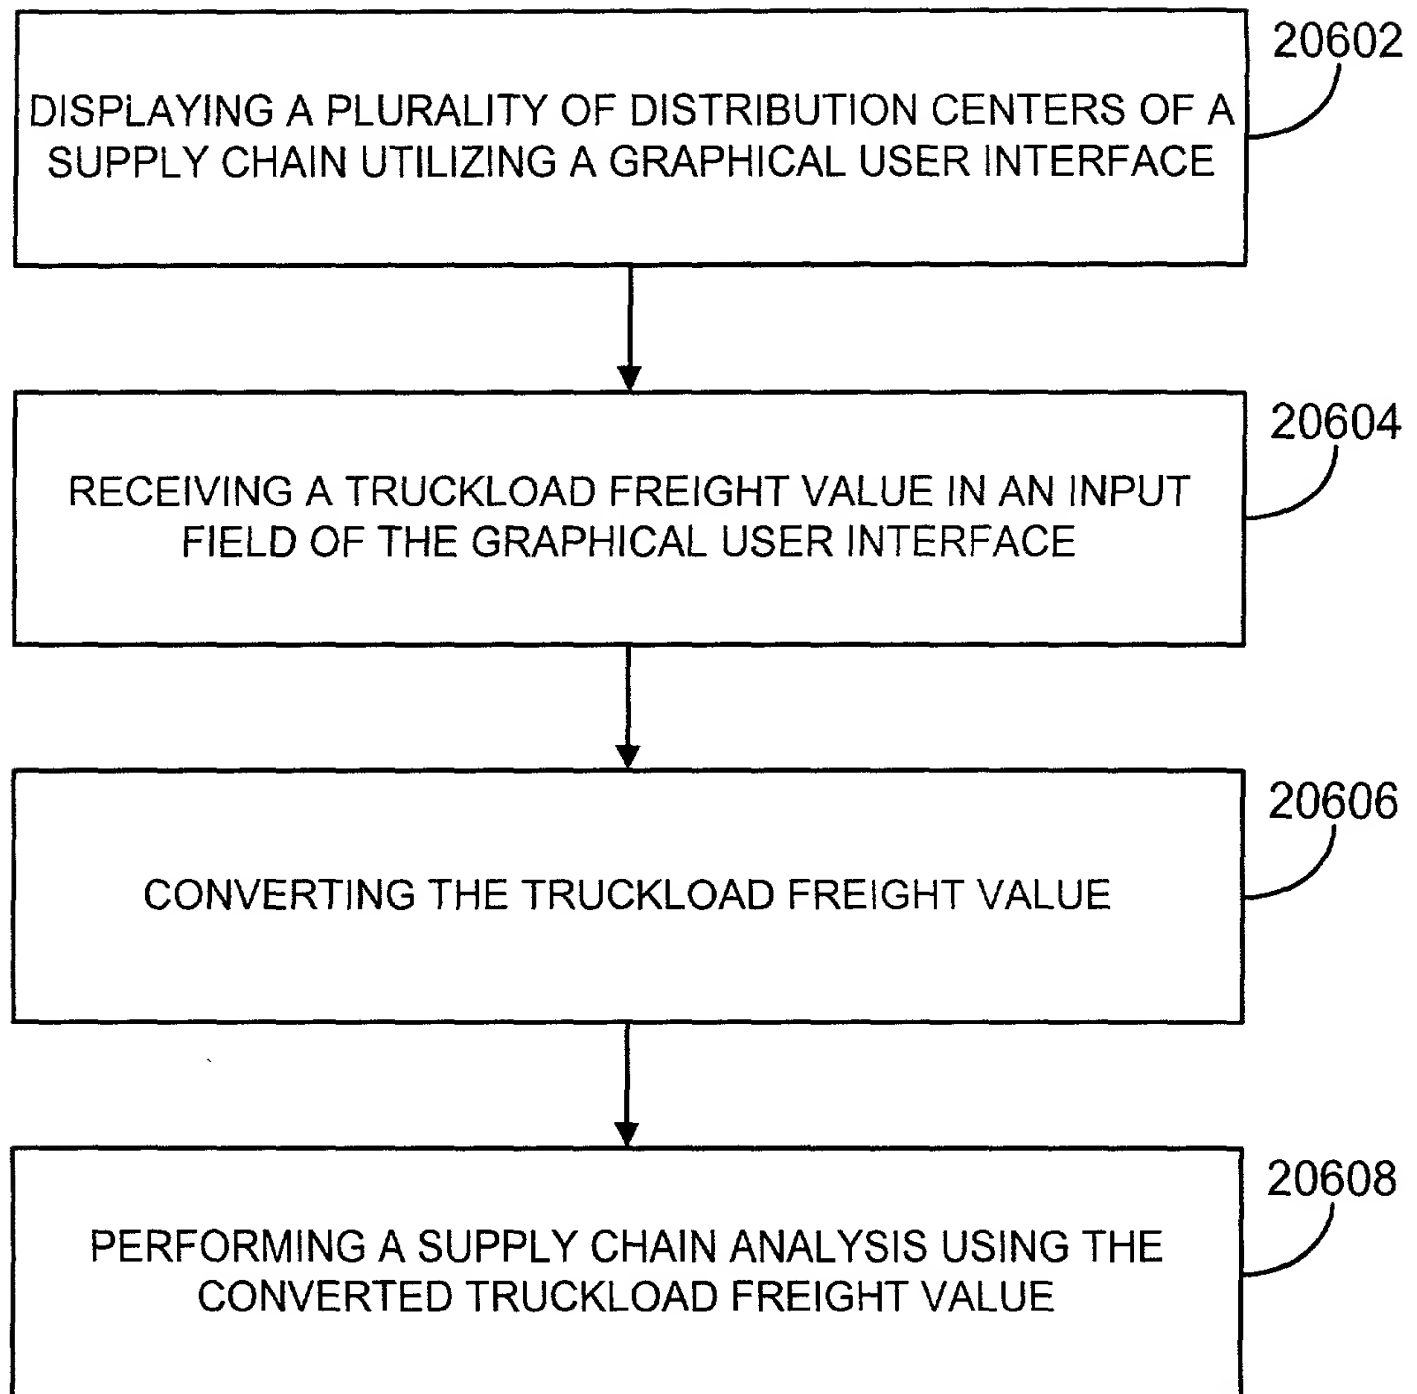 20602
DISPLAYING A PLURALITY OF DISTRIBUTION CENTERS OF A
SUPPLY CHAIN UTILIZING A GRAPHICAL USER INTERFACE
20604
RECEIVING A TRUCKLOAD FREIGHT VALUE IN AN INPUT
FIELD OF THE GRAPHICAL USER INTERFACE
20606
CONVERTING THE TRUCKLOAD FREIGHT VALUE
20608
PERFORMING A SUPPLY CHAIN ANALYSIS USING THE
CONVERTED TRUCKLOAD FREIGHT VALUE